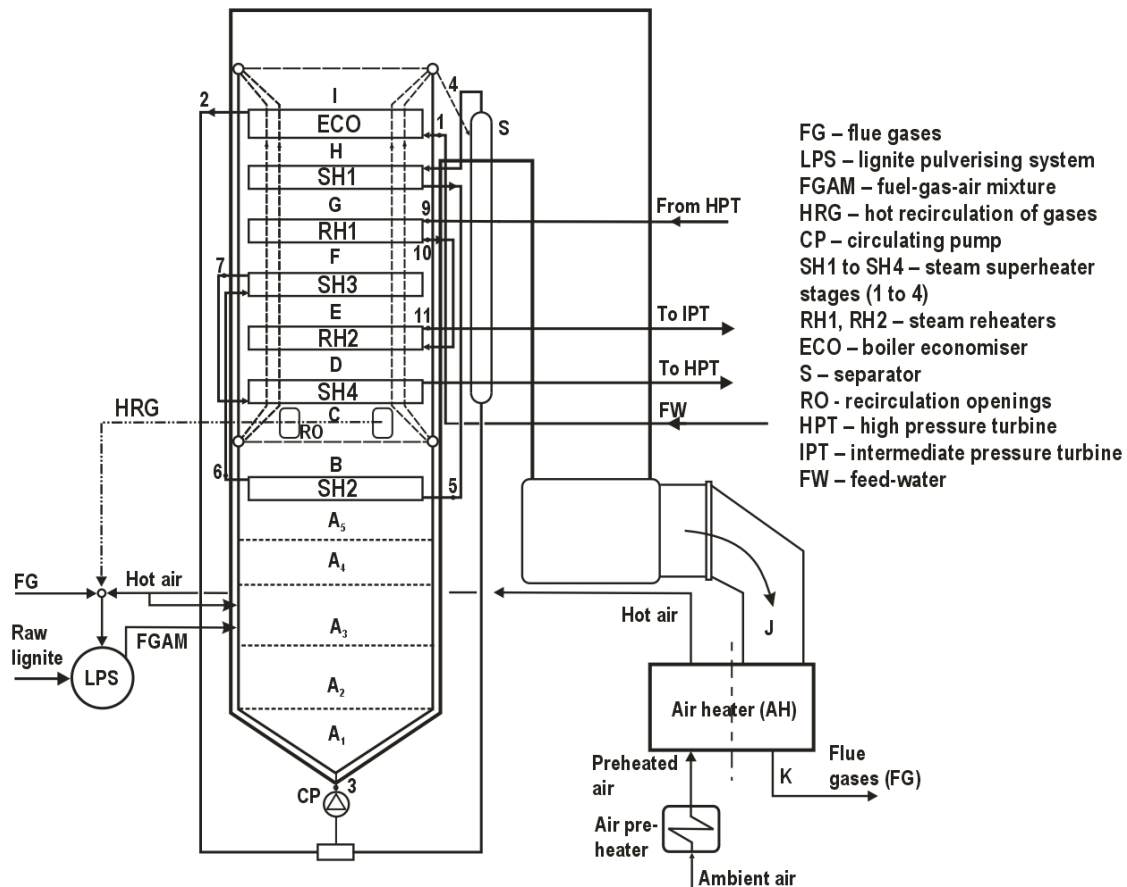 I
4
2
ECO
1
S
H
SH1
G
9
From HPT
RH1
10
F
7
SH3
E
11
To IPT
RH2
D
To HPT
SH4
HRG
C
RO
FW
B
6
SH2
5
A5
A4
FG
Hot air
A3
FGAM
Raw
lignite
LPS
A2
A1
3
CP
Hot air
J
Air heater (AH)
Preheated
air
K
Flue
gases (FG)
Air pre-
heater
Ambient air
FG – flue gases
LPS – lignite pulverising system
FGAM – fuel-gas-air mixture
HRG – hot recirculation of gases
CP – circulating pump
SH1 to SH4 – steam superheater
stages (1 to 4)
RH1, RH2 – steam reheaters
ECO – boiler economiser
S – separator
RO - recirculation openings
HPT – high pressure turbine
IPT – intermediate pressure turbine
FW – feed-water